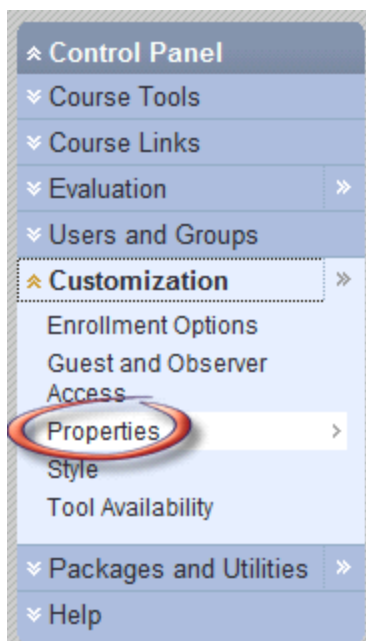 Control Panel
Course Tools
Course Links
Evaluation
Users and Groups
Customization
Enrollment Options
Guest and Observer
Access
Properties
Style
Tool Availability
Packages and Utilities
Help